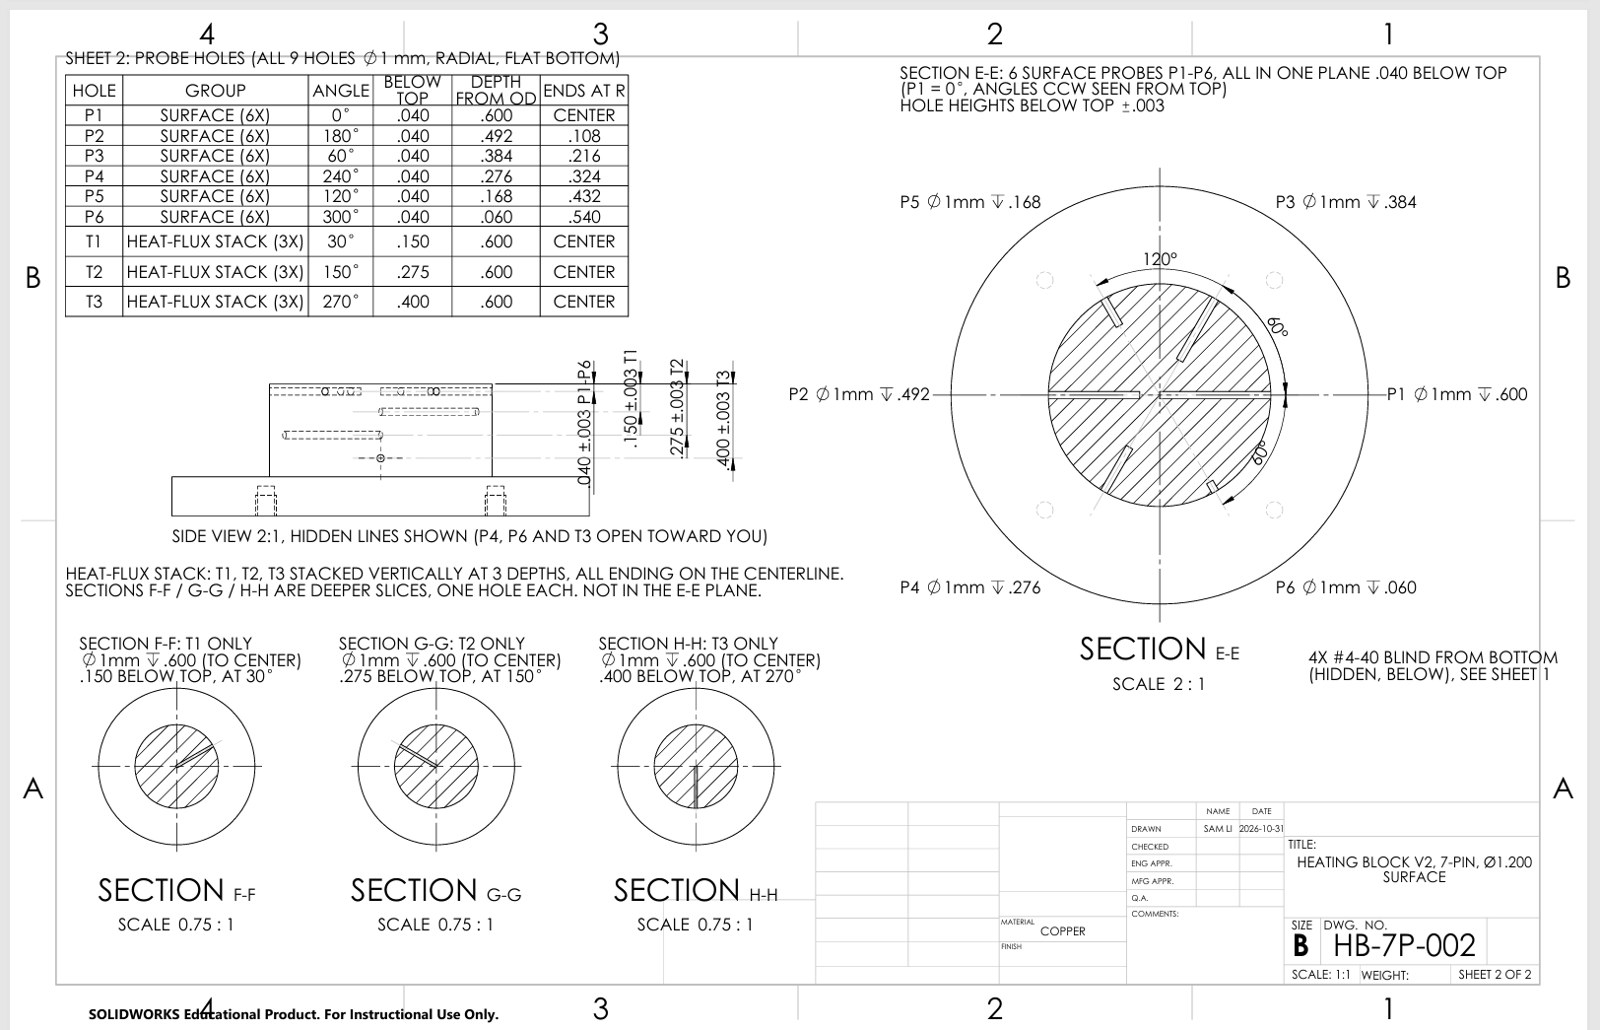 4 3 2 1
SHEET 2: PROBE HOLES (ALL 9 HOLES ∅1 mm, RADIAL, FLAT BOTTOM)
HOLE GROUP ANGLE BELOW TOP DEPTH FROM OD ENDS AT R
P1 SURFACE (6X) 0° .040 .600 CENTER
P2 SURFACE (6X) 180° .040 .492 .108
P3 SURFACE (6X) 60° .040 .384 .216
P4 SURFACE (6X) 240° .040 .276 .324
P5 SURFACE (6X) 120° .040 .168 .432
P6 SURFACE (6X) 300° .040 .060 .540
T1 HEAT-FLUX STACK (3X) 30° .150 .600 CENTER
T2 HEAT-FLUX STACK (3X) 150° .275 .600 CENTER
T3 HEAT-FLUX STACK (3X) 270° .400 .600 CENTER
SECTION E-E: 6 SURFACE PROBES P1-P6, ALL IN ONE PLANE .040 BELOW TOP
(P1 = 0°, ANGLES CCW SEEN FROM TOP)
HOLE HEIGHTS BELOW TOP ±.003
P5 ∅1mm ↧.168
P3 ∅1mm ↧.384
120°
60°
B
B
P2 ∅1mm ↧.492
P1 ∅1mm ↧.600
60°
P4 ∅1mm ↧.276
P6 ∅1mm ↧.060
SECTION E-E
SCALE 2 : 1
4X #4-40 BLIND FROM BOTTOM
(HIDDEN, BELOW), SEE SHEET 1
.040 ±.003 P1-P6
.150 ±.003 T1
.275 ±.003 T2
.400 ±.003 T3
SIDE VIEW 2:1, HIDDEN LINES SHOWN (P4, P6 AND T3 OPEN TOWARD YOU)
HEAT-FLUX STACK: T1, T2, T3 STACKED VERTICALLY AT 3 DEPTHS, ALL ENDING ON THE CENTERLINE.
SECTIONS F-F / G-G / H-H ARE DEEPER SLICES, ONE HOLE EACH. NOT IN THE E-E PLANE.
SECTION F-F: T1 ONLY
∅1mm ↧.600 (TO CENTER)
.150 BELOW TOP, AT 30°
SECTION G-G: T2 ONLY
∅1mm ↧.600 (TO CENTER)
.275 BELOW TOP, AT 150°
SECTION H-H: T3 ONLY
∅1mm ↧.600 (TO CENTER)
.400 BELOW TOP, AT 270°
A
A
SECTION F-F
SCALE 0.75 : 1
SECTION G-G
SCALE 0.75 : 1
SECTION H-H
SCALE 0.75 : 1
NAME DATE
DRAWN SAM LI 2026-10-31
CHECKED
ENG APPR.
MFG APPR.
Q.A.
COMMENTS:
MATERIAL
COPPER
FINISH
TITLE:
HEATING BLOCK V2, 7-PIN, Ø1.200
SURFACE
SIZE DWG. NO.
B HB-7P-002
SCALE: 1:1 WEIGHT: SHEET 2 OF 2
4 3 2 1
SOLIDWORKS Educational Product. For Instructional Use Only.